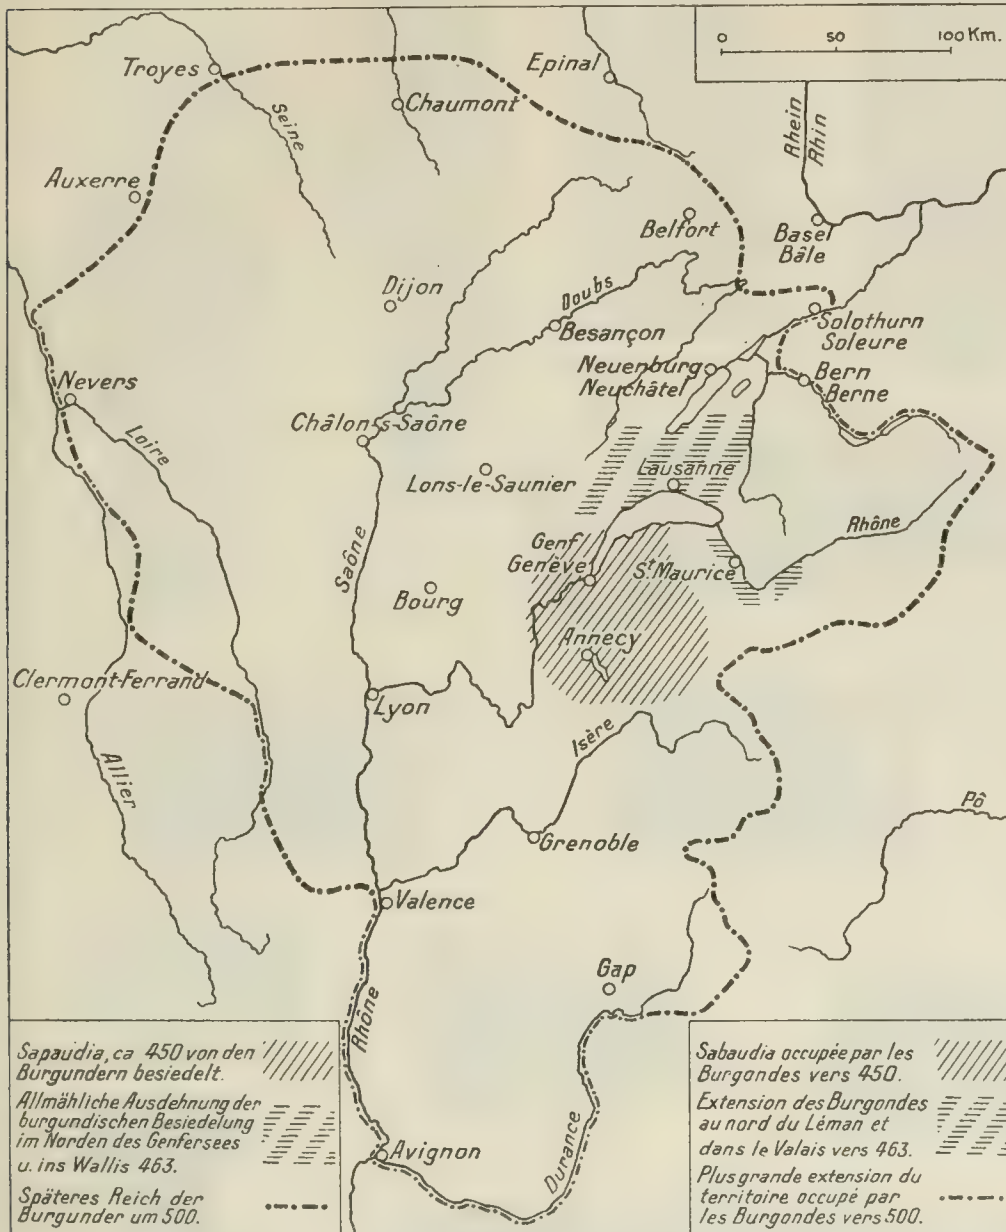 0 50 100 Km.
Troyes
Epinal
Chaumont
Seine
Rhein
Rhin
Auxerre
Belfort
Basel
Bâle
Dijon
Doubs
Besançon
Solothurn
Soleure
Neuenburg
Neuchâtel
Bern
Berne
Nevers
Loire
Châlon-s-Saône
Lons-le-Saunier
Lausanne
Saône
Rhône
Genf
Genève
St Maurice
Bourg
Annecy
Clermont-Ferrand
Lyon
Isère
Allier
Pô
Grenoble
Valence
Gap
Rhône
Durance
Avignon
Sapaudia, ca 450 von den
Burgundern besiedelt.
Allmähliche Ausdehnung der
burgundischen Besiedelung
im Norden des Genfersees
u. ins Wallis 463.
Späteres Reich der
Burgunder um 500.
Sabaudia occupée par les
Burgondes vers 450.
Extension des Burgondes
au nord du Léman et
dans le Valais vers 463.
Plus grande extension du
territoire occupé par
les Burgondes vers 500.